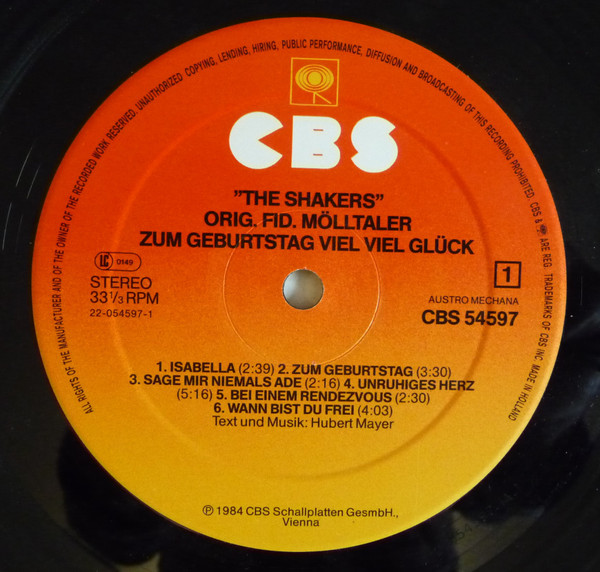 ALL RIGHTS OF THE MANUFACTURER AND OF THE OWNER OF THE RECORDED WORK RESERVED, UNAUTHORIZED COPYING, LENDING, HIRING, PUBLIC PERFORMANCE, DIFFUSION AND BROADCASTING OF THIS RECORDING PROHIBITED. CBS & ARE REG. TRADEMARKS OF CBS INC. MADE IN HOLLAND
CBS
"THE SHAKERS"
ORIG. FID. MÖLLTALER
ZUM GEBURTSTAG VIEL VIEL GLÜCK
LC 0149
STEREO
33 1/3 RPM
22-054597-1
1
AUSTRO MECHANA
CBS 54597
1. ISABELLA (2:39) 2. ZUM GEBURTSTAG (3:30)
3. SAGE MIR NIEMALS ADE (2:16) 4. UNRUHIGES HERZ
(5:16) 5. BEI EINEM RENDEZVOUS (2:30)
6. WANN BIST DU FREI (4:03)
Text und Musik: Hubert Mayer
℗ 1984 CBS Schallplatten GesmbH.,
Vienna